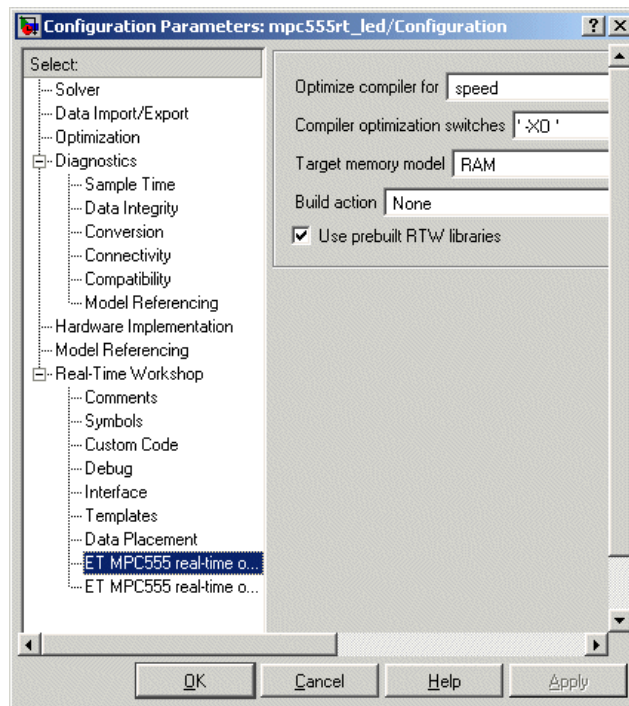 Configuration Parameters: mpc555rt_led/Configuration
Select:
Solver
Data Import/Export
Optimization
Diagnostics
Sample Time
Data Integrity
Conversion
Connectivity
Compatibility
Model Referencing
Hardware Implementation
Model Referencing
Real-Time Workshop
Comments
Symbols
Custom Code
Debug
Interface
Templates
Data Placement
ET MPC555 real-time o...
ET MPC555 real-time o...
Optimize compiler for speed
Compiler optimization switches '-XO '
Target memory model RAM
Build action None
Use prebuilt RTW libraries
OK Cancel Help Apply